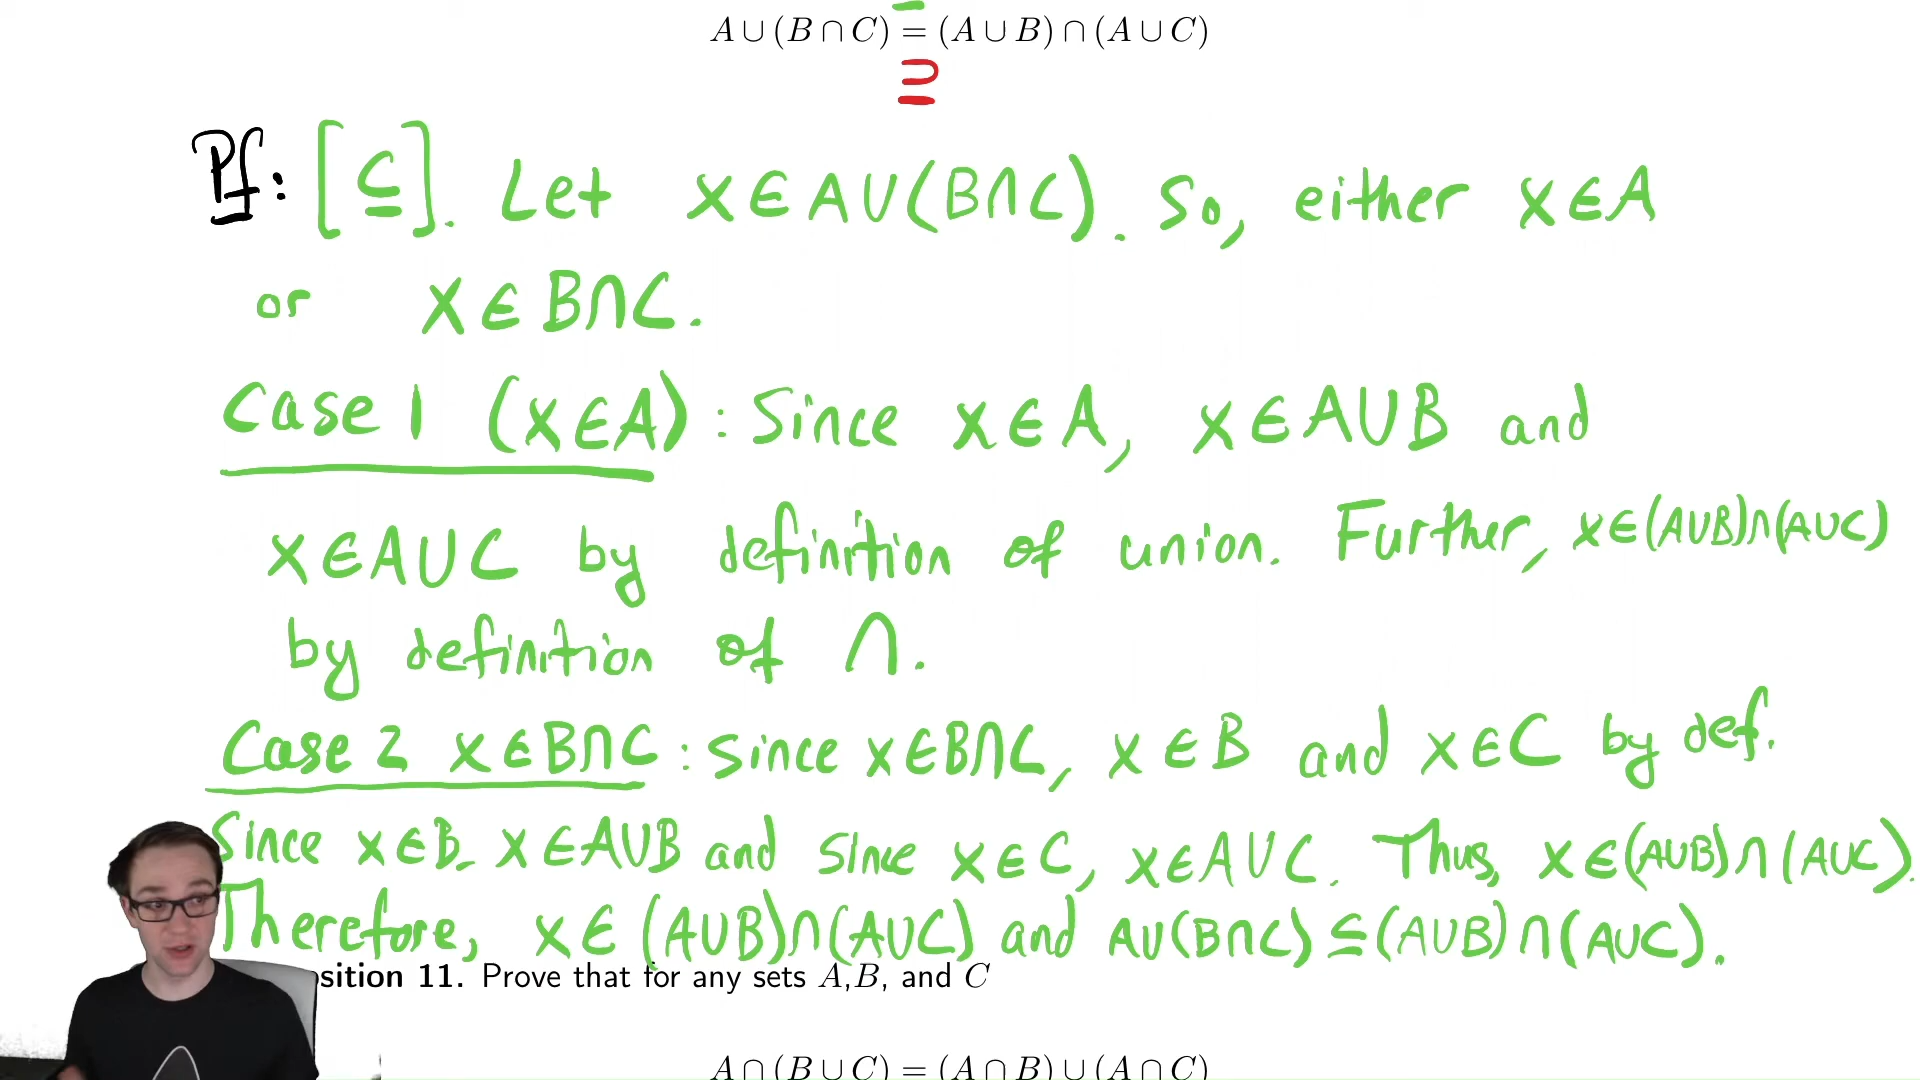 A ∪ (B ∩ C) = (A ∪ B) ∩ (A ∪ C)
⊇
Pf: [⊆]. Let x∈A∪(B∩C). So, either x∈A
or x∈B∩C.
Case 1 (x∈A): Since x∈A, x∈A∪B and
x∈A∪C by definition of union. Further, x∈(A∪B)∩(A∪C)
by definition of ∩.
Case 2 x∈B∩C: since x∈B∩C, x∈B and x∈C by def.
Since x∈B, x∈A∪B and since x∈C, x∈A∪C. Thus, x∈(A∪B)∩(A∪C).
Therefore, x∈(A∪B)∩(A∪C) and A∪(B∩C)⊆(A∪B)∩(A∪C).
sition 11. Prove that for any sets A,B, and C
A ∩ (B ∪ C) = (A ∩ B) ∪ (A ∩ C)